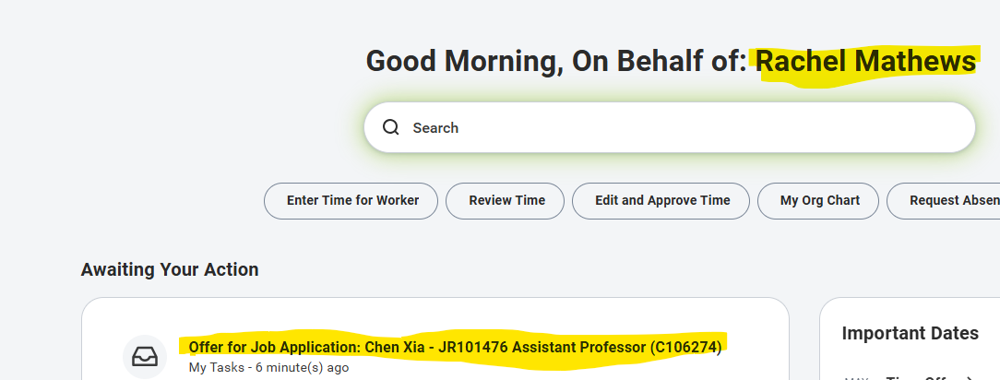 Good Morning, On Behalf of: Rachel Mathews
Search
Enter Time for Worker Review Time Edit and Approve Time My Org Chart Request Absen
Awaiting Your Action
Offer for Job Application: Chen Xia - JR101476 Assistant Professor (C106274)
My Tasks - 6 minute(s) ago
Important Dates